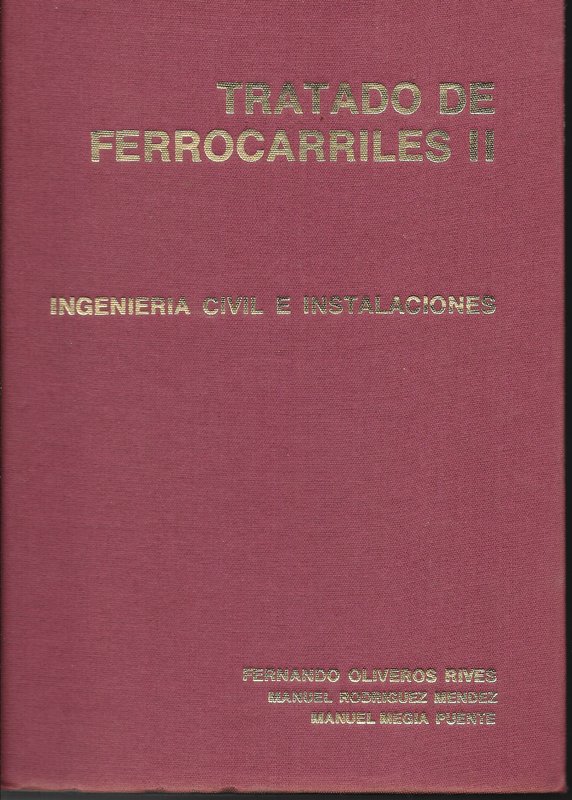 TRATADO DE
FERROCARRILES II
INGENIERIA CIVIL E INSTALACIONES
FERNANDO OLIVEROS RIVES
MANUEL RODRIGUEZ MENDEZ
MANUEL MEGIA PUENTE